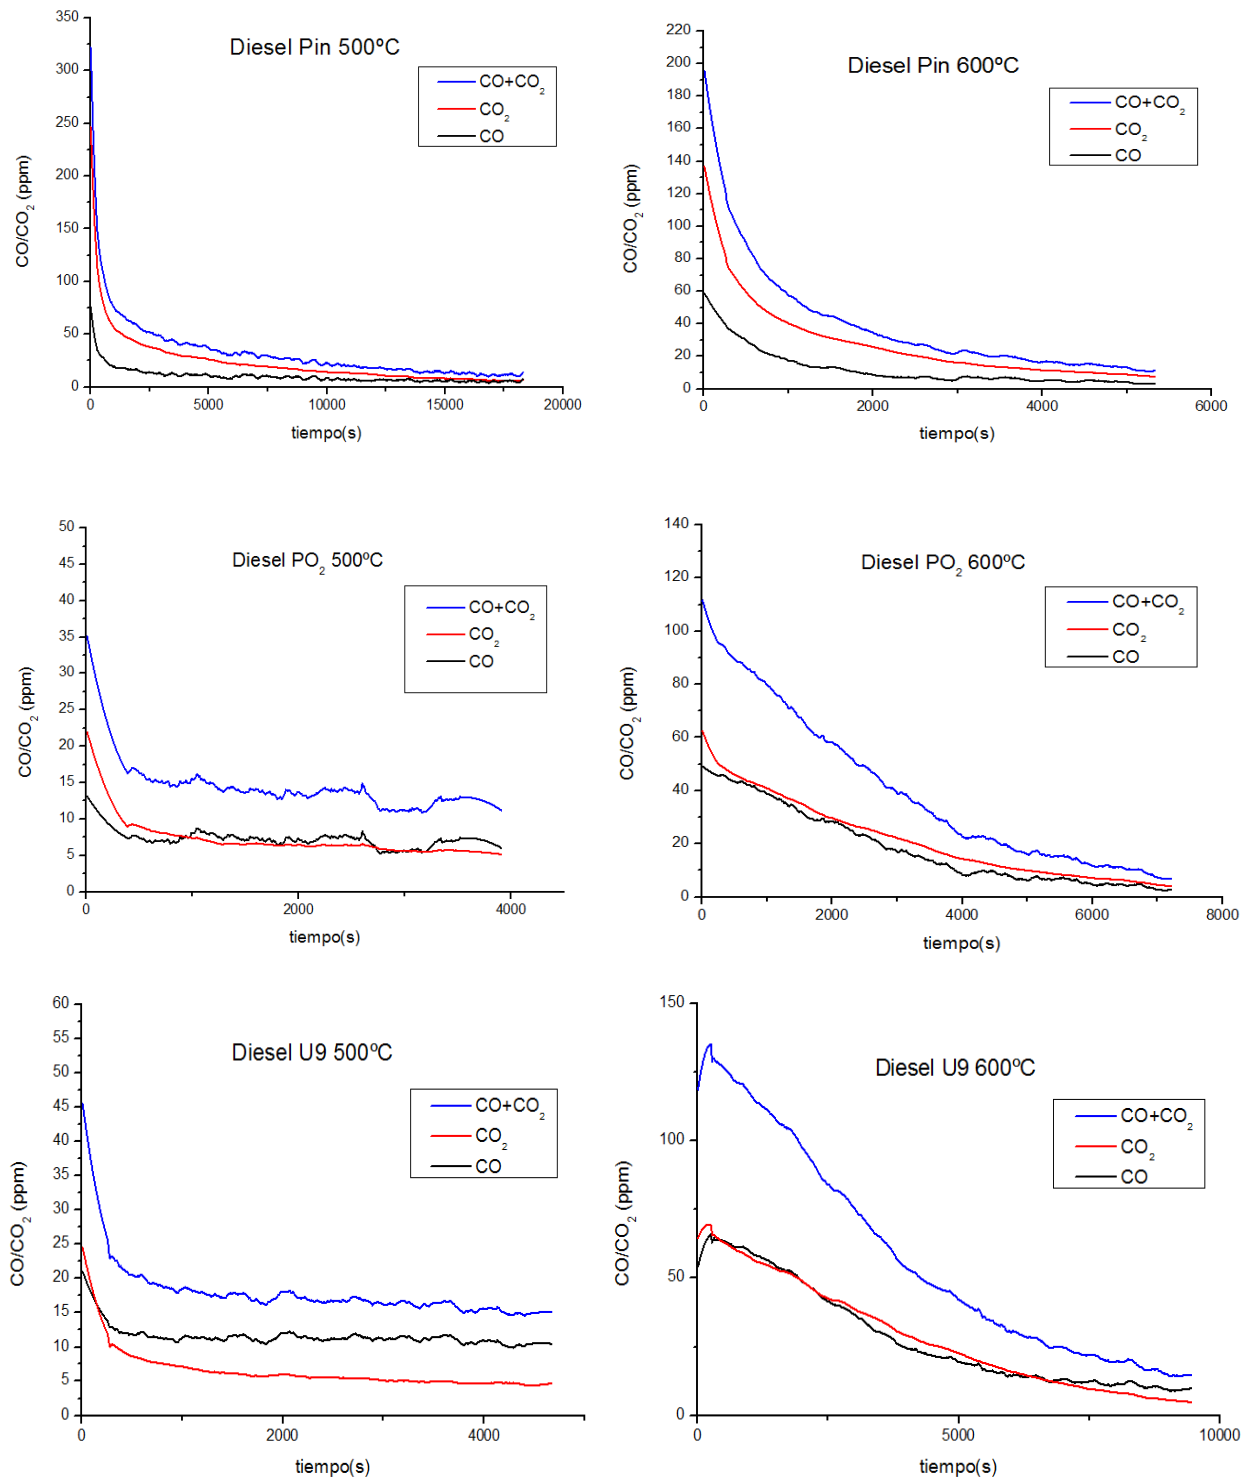 Diesel Pin 500ºC
CO+CO2
CO2
CO
CO/CO2 (ppm)
350
300
250
200
150
100
50
0
0 5000 10000 15000 20000
tiempo(s)
Diesel Pin 600ºC
CO+CO2
CO2
CO
CO/CO2 (ppm)
220
200
180
160
140
120
100
80
60
40
20
0
0 2000 4000 6000
tiempo(s)
Diesel PO2 500ºC
CO+CO2
CO2
CO
CO/CO2 (ppm)
50
45
40
35
30
25
20
15
10
5
0
0 2000 4000
tiempo(s)
Diesel PO2 600ºC
CO+CO2
CO2
CO
CO/CO2 (ppm)
140
120
100
80
60
40
20
0
0 2000 4000 6000 8000
tiempo(s)
Diesel U9 500ºC
CO+CO2
CO2
CO
CO/CO2 (ppm)
60
55
50
45
40
35
30
25
20
15
10
5
0
0 2000 4000
tiempo(s)
Diesel U9 600ºC
CO+CO2
CO2
CO
CO/CO2 (ppm)
150
100
50
0
0 5000 10000
tiempo(s)